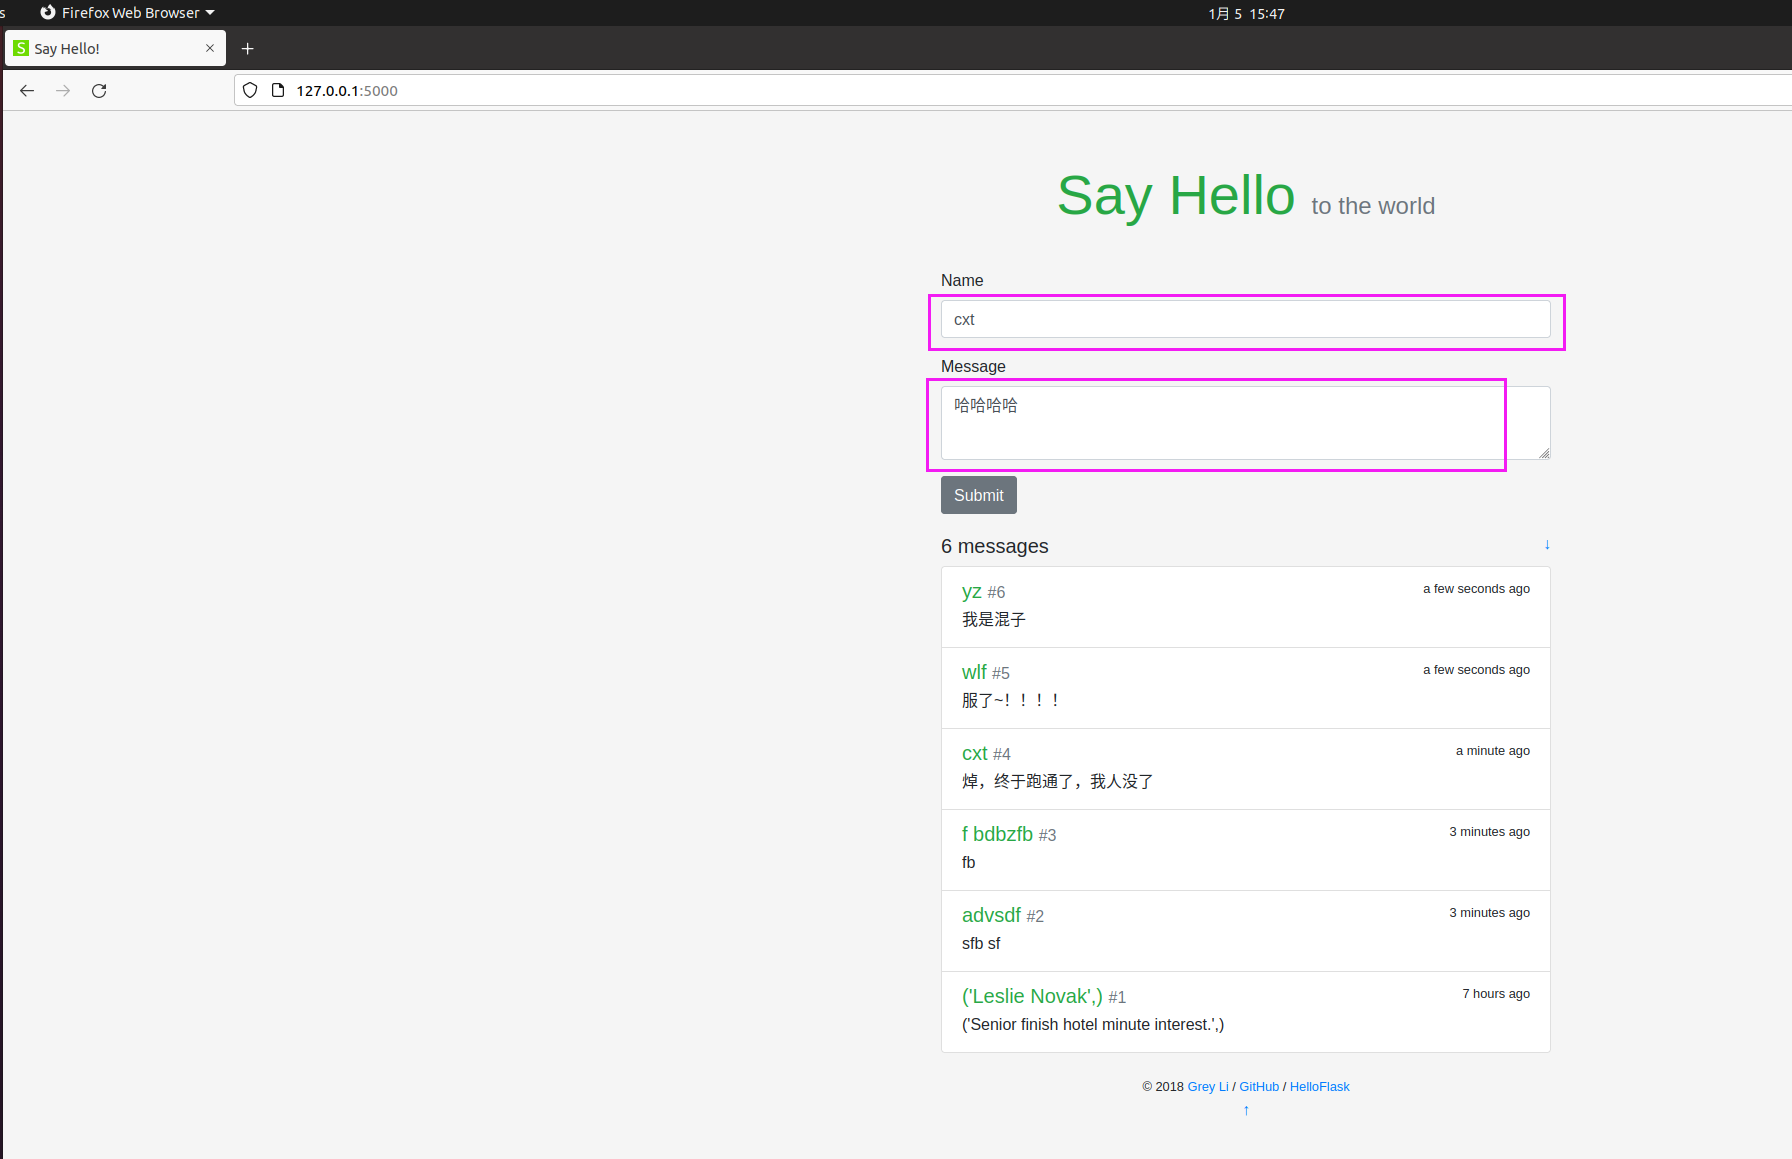 s Firefox Web Browser 1月 5 15:47
Say Hello!
127.0.0.1:5000
Say Hello to the world
Name
cxt
Message
哈哈哈哈
Submit
6 messages ↓
yz #6 a few seconds ago
我是混子
wlf #5 a few seconds ago
服了~！！！！
cxt #4 a minute ago
焯，终于跑通了，我人没了
f bdbzfb #3 3 minutes ago
fb
advsdf #2 3 minutes ago
sfb sf
('Leslie Novak',) #1 7 hours ago
('Senior finish hotel minute interest.',)
© 2018 Grey Li / GitHub / HelloFlask
↑